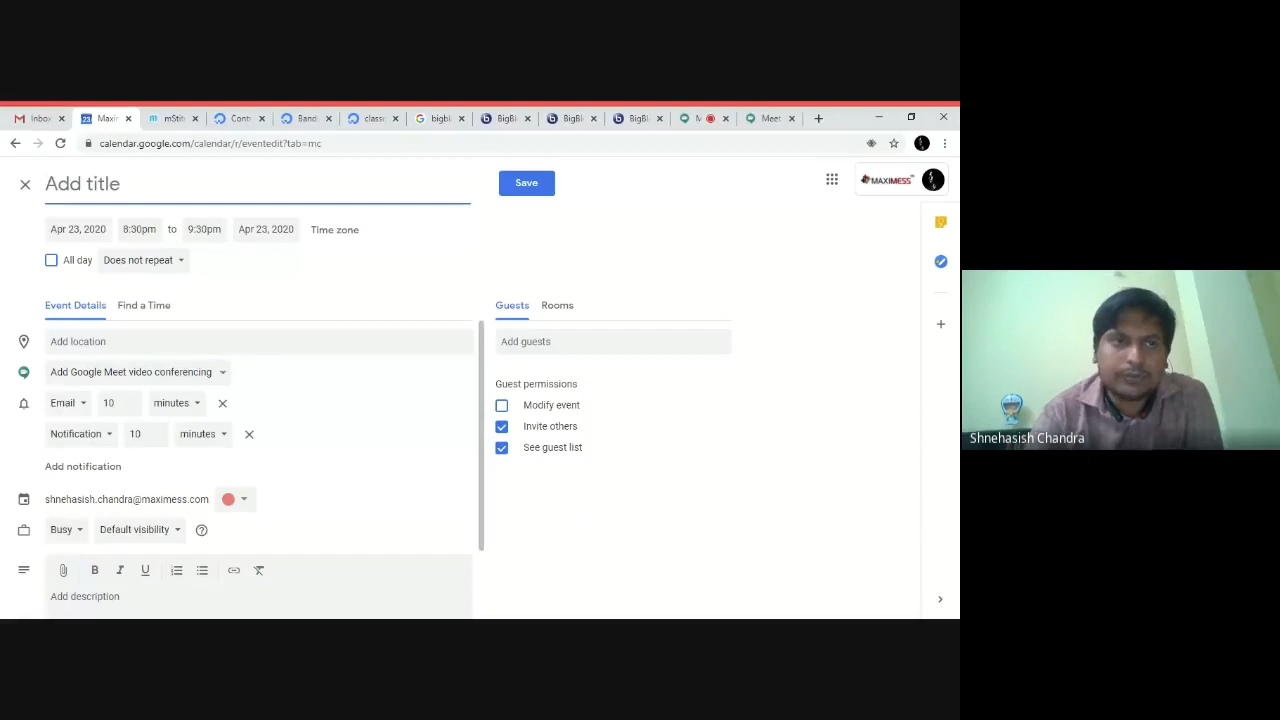 Inbox
Maxin
mStit
Cont
Band
class
bigbl
BigBl
BigBl
BigBl
M
Meet
calendar.google.com/calendar/r/eventedit?tab=mc
Add title
Save
MAXIMESS
Apr 23, 2020 8:30pm to 9:30pm Apr 23, 2020 Time zone
All day Does not repeat
Event Details Find a Time
Guests Rooms
Add location
Add guests
Add Google Meet video conferencing
Guest permissions
Email 10 minutes
Modify event
Invite others
Notification 10 minutes
See guest list
Add notification
shnehasish.chandra@maximess.com
Busy Default visibility
B I U
Add description
Shnehasish Chandra